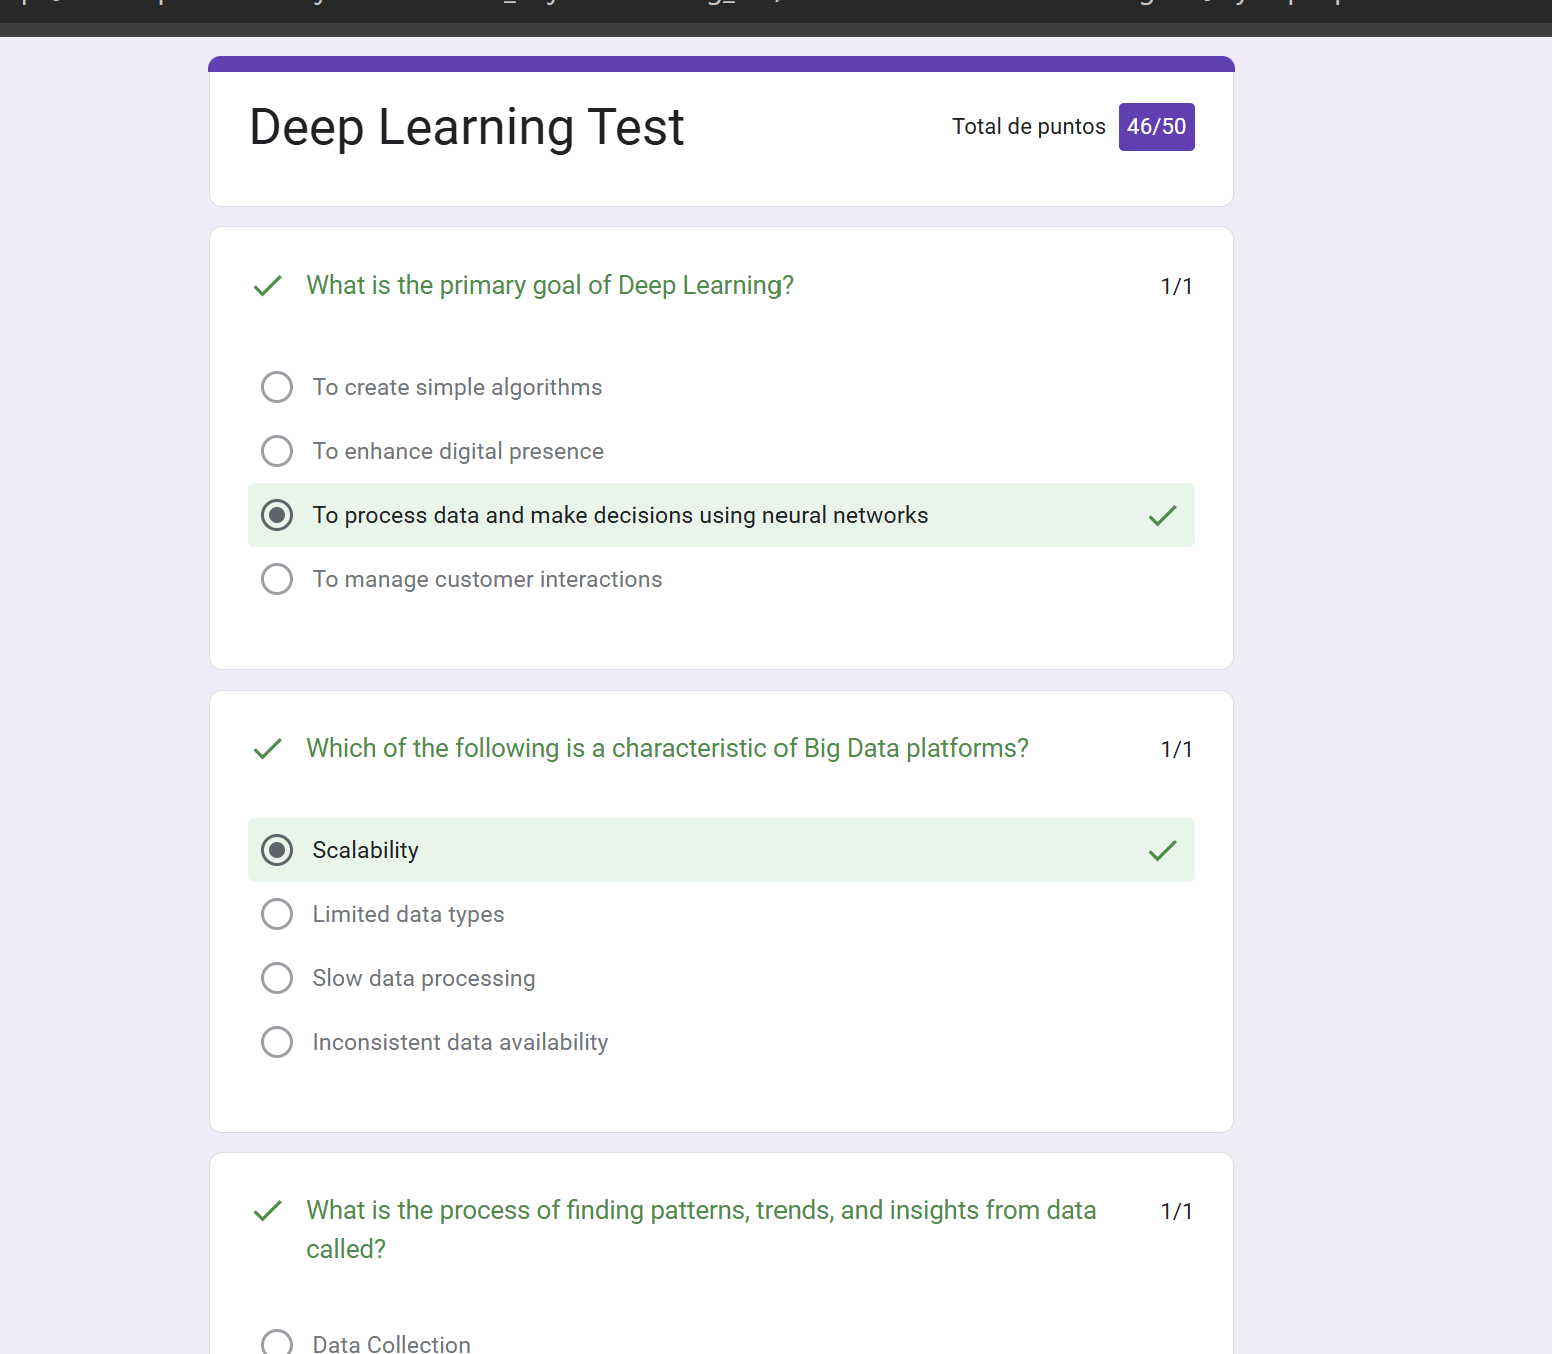 Deep Learning Test
Total de puntos 46/50
What is the primary goal of Deep Learning? 1/1
To create simple algorithms
To enhance digital presence
To process data and make decisions using neural networks
To manage customer interactions
Which of the following is a characteristic of Big Data platforms? 1/1
Scalability
Limited data types
Slow data processing
Inconsistent data availability
What is the process of finding patterns, trends, and insights from data 1/1
called?
Data Collection